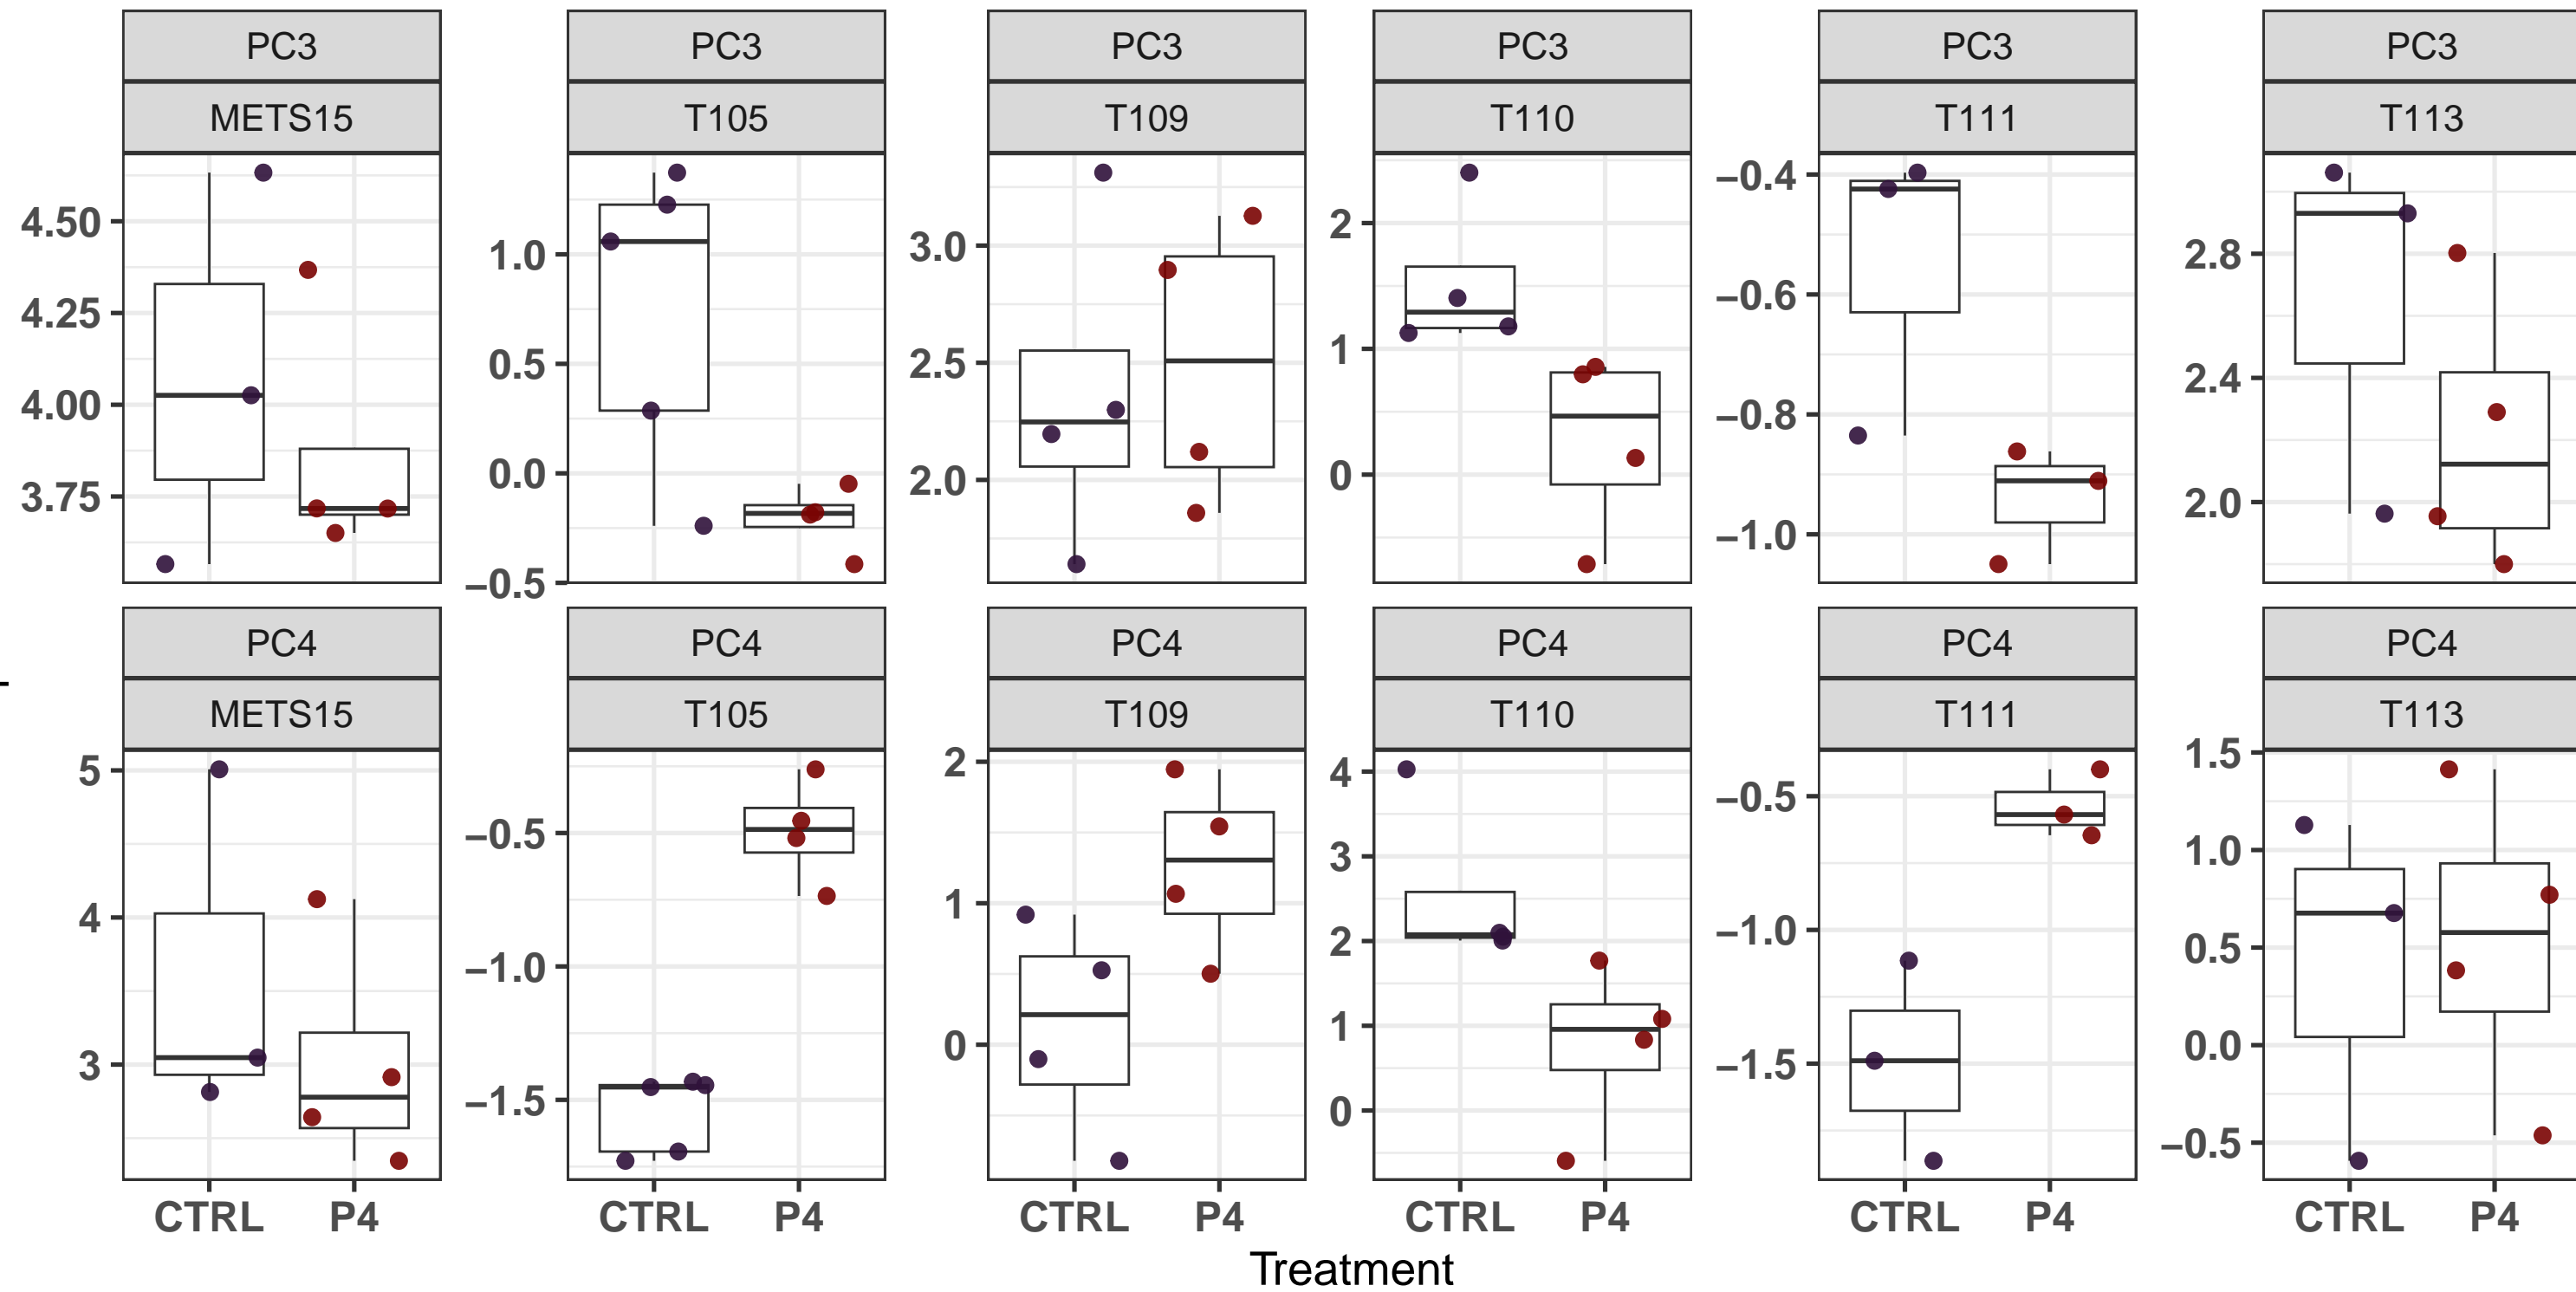 PC3 PC3 PC3 PC3 PC3 PC3
METS15 T105 T109 T110 T111 T113
4.50 4.25 4.00 3.75
1.0 0.5 0.0 −0.5
3.0 2.5 2.0
2 1 0
−0.4 −0.6 −0.8 −1.0
2.8 2.4 2.0
PC4 PC4 PC4 PC4 PC4 PC4
METS15 T105 T109 T110 T111 T113
5 4 3
−0.5 −1.0 −1.5
2 1 0
4 3 2 1 0
−0.5 −1.0 −1.5
1.5 1.0 0.5 0.0 −0.5
CTRL P4 CTRL P4 CTRL P4 CTRL P4 CTRL P4 CTRL P4
Treatment